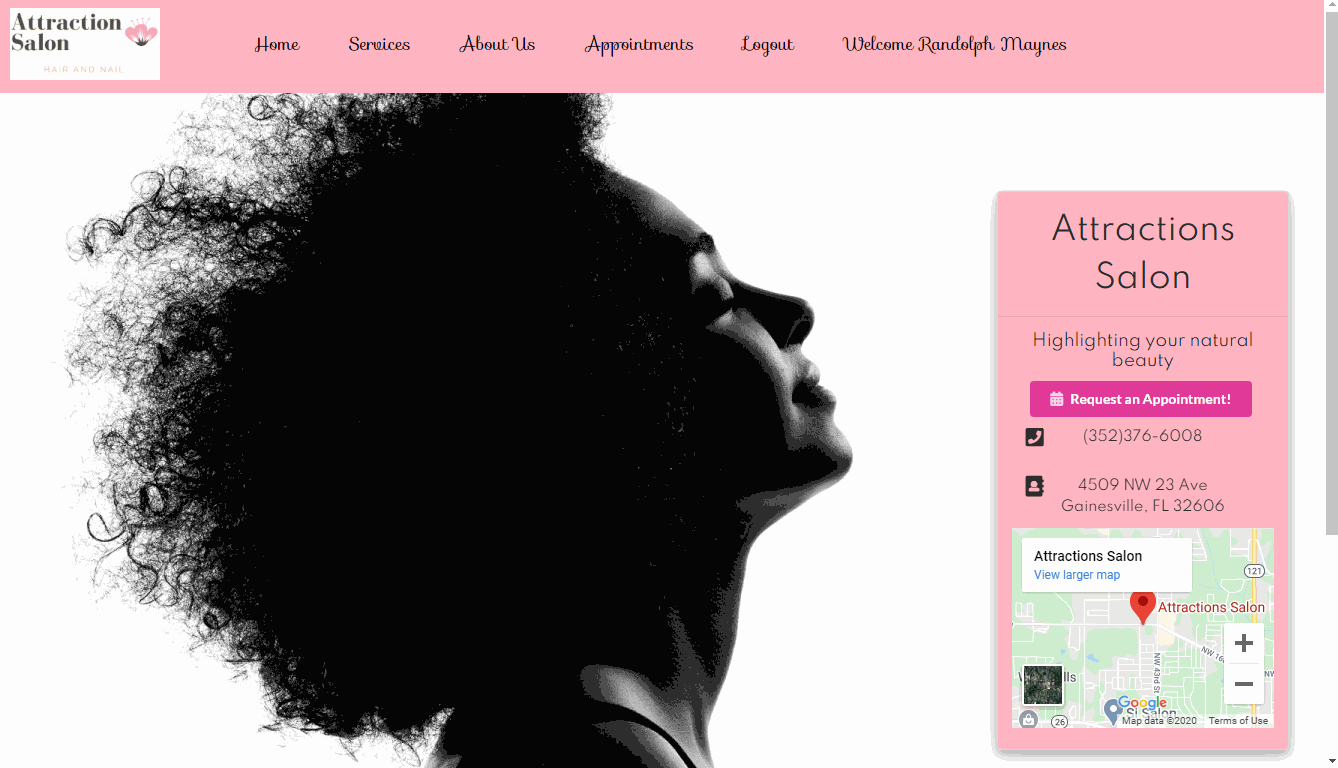 Attraction
Salon
HAIR AND NAIL
Home Services About Us Appointments Logout Welcome Randolph Maynes
Attractions
Salon
Highlighting your natural
beauty
Request an Appointment!
(352)376-6008
4509 NW 23 Ave
Gainesville, FL 32606
Attractions Salon
View larger map
121
Attractions Salon
NW 16
NW 43rd St
NW
lls
26
Google
Si Salon
Map data ©2020 Terms of Use